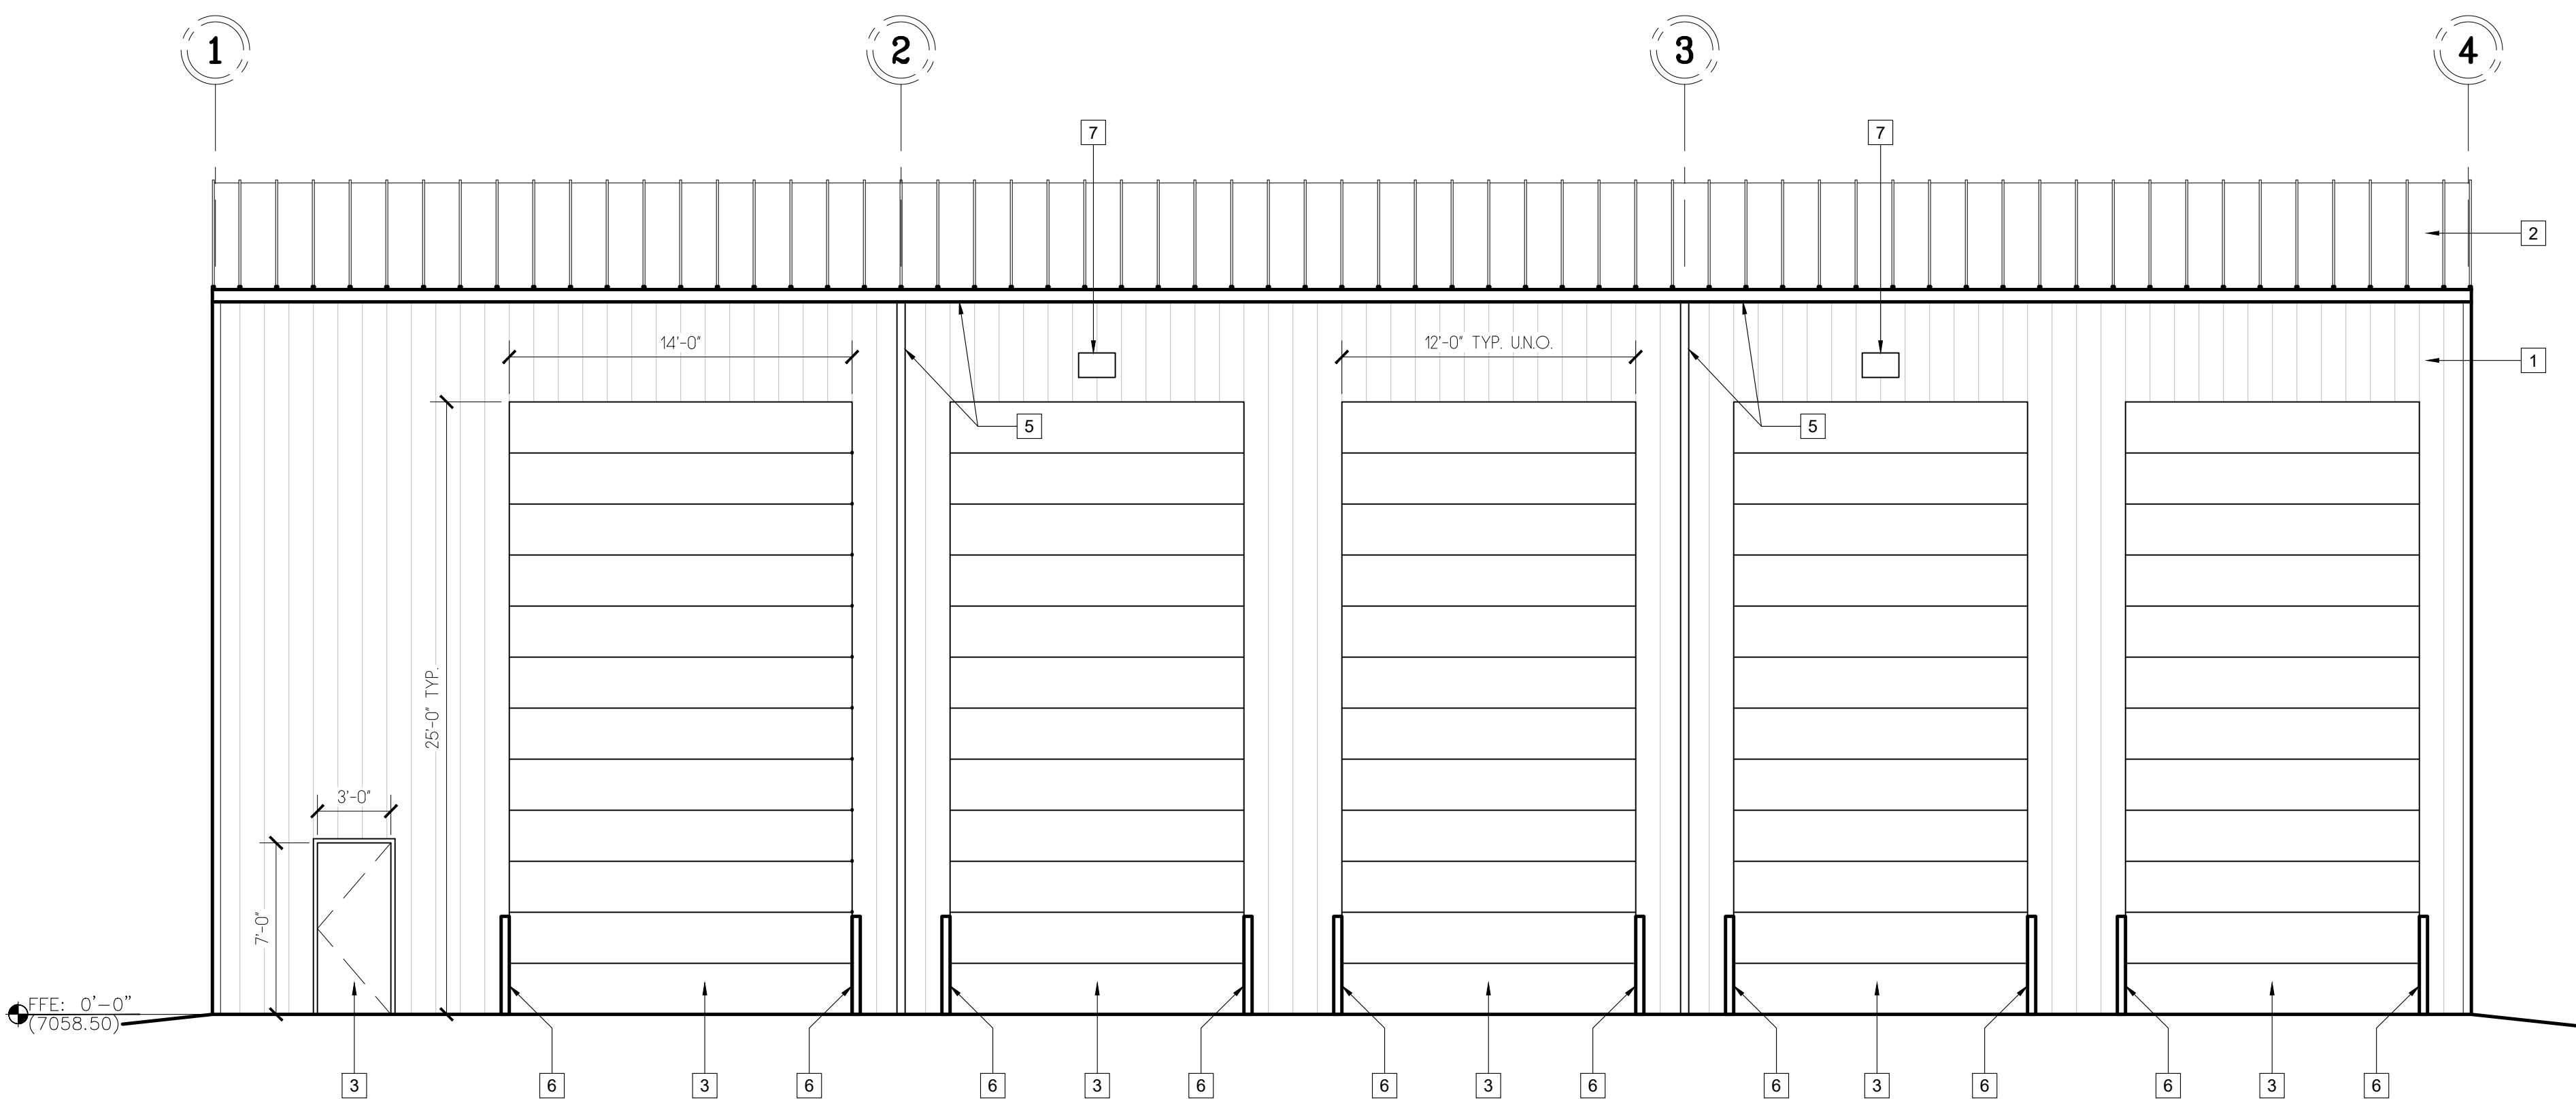 1 2 3 4
7 7
2
14'-0" 12'-0" TYP. U.N.O.
1
5 5
25'-0" TYP.
3'-0"
7'-0"
FFE: 0'-0"
(7058.50)
3 6 3 6 6 3 6 6 3 6 6 3 6 6 3 6